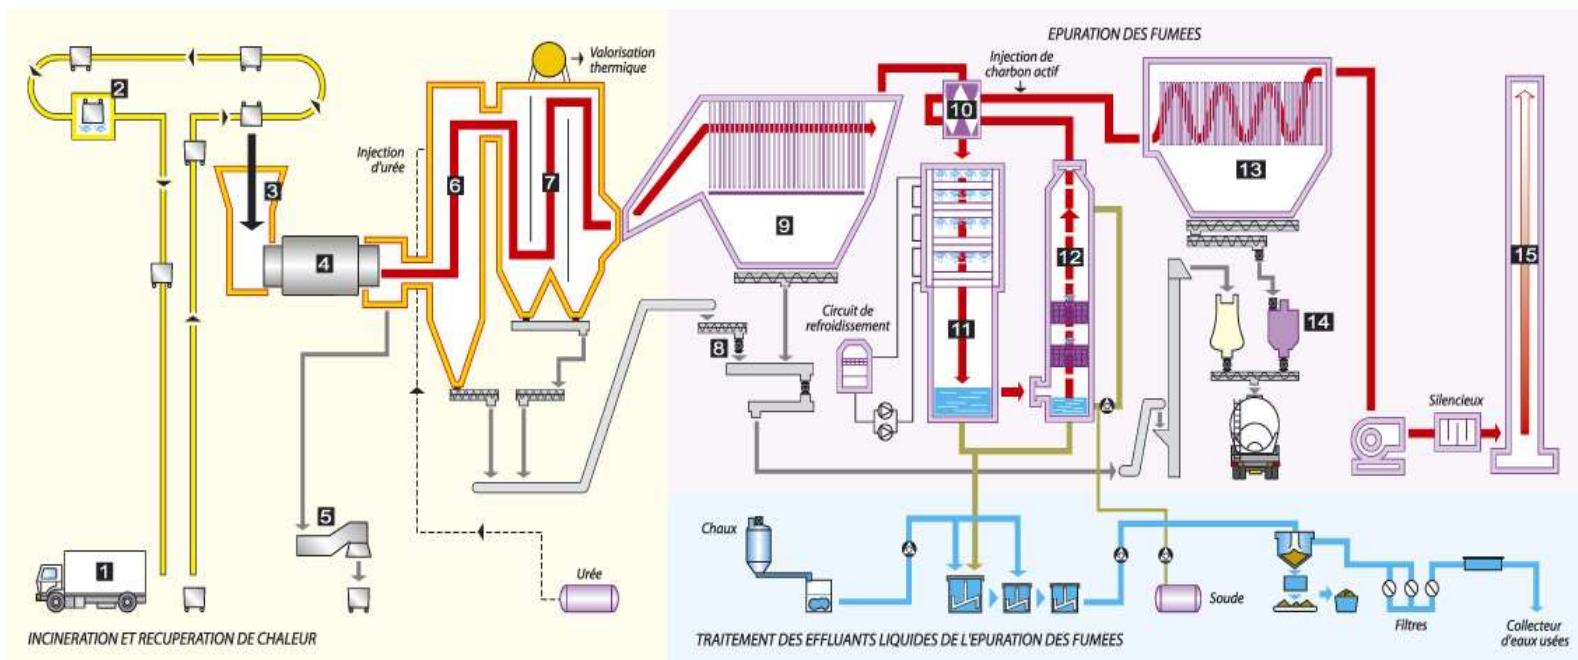 EPURATION DES FUMEES
Valorisation
thermique
Injection de
charbon actif
2
10
Injection
d'urée
3
6
7
13
9
4
12
15
Circuit de
refroidissement
11
14
8
Silencieux
5
Chaux
1
Urée
Soude
Filtres
Collecteur
d'eaux usées
INCINERATION ET RECUPERATION DE CHALEUR
TRAITEMENT DES EFFLUANTS LIQUIDES DE L'EPURATION DES FUMEES